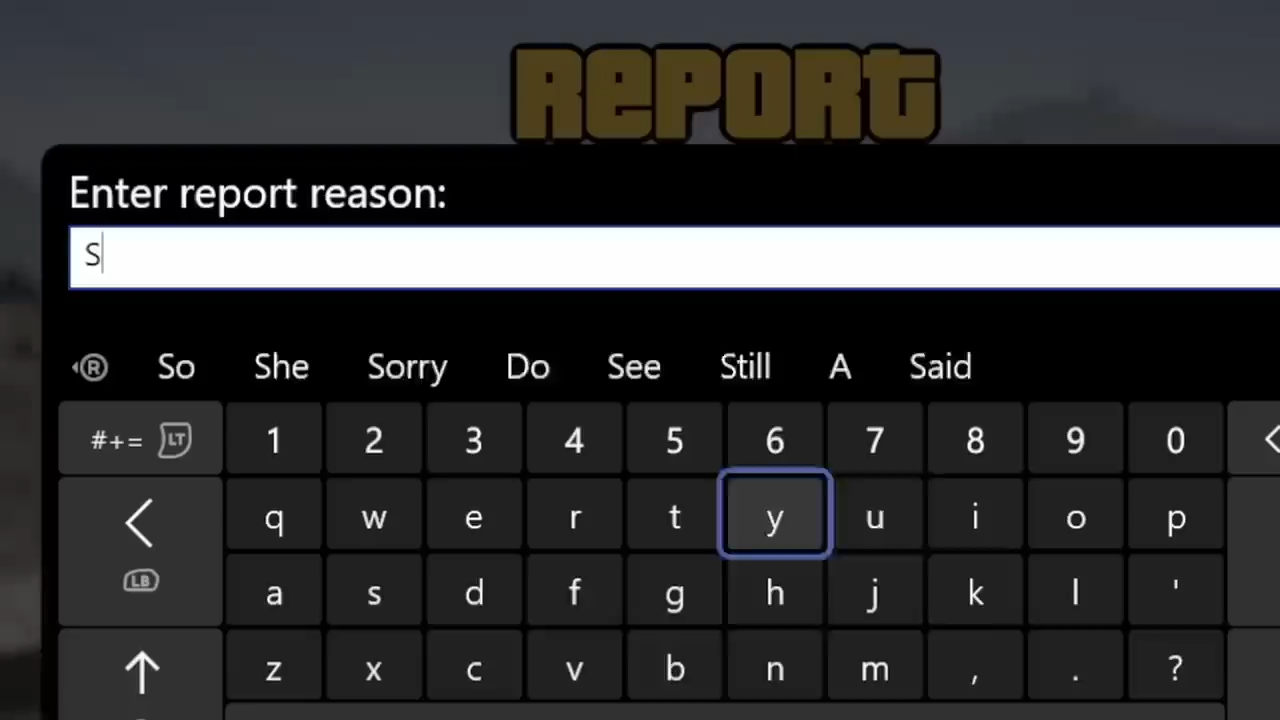 REPORT
Enter report reason:
S
R So She Sorry Do See Still A Said
#+= LT 1 2 3 4 5 6 7 8 9 0
q w e r t y u i o p
LB
a s d f g h j k l '
z x c v b n m , . ?